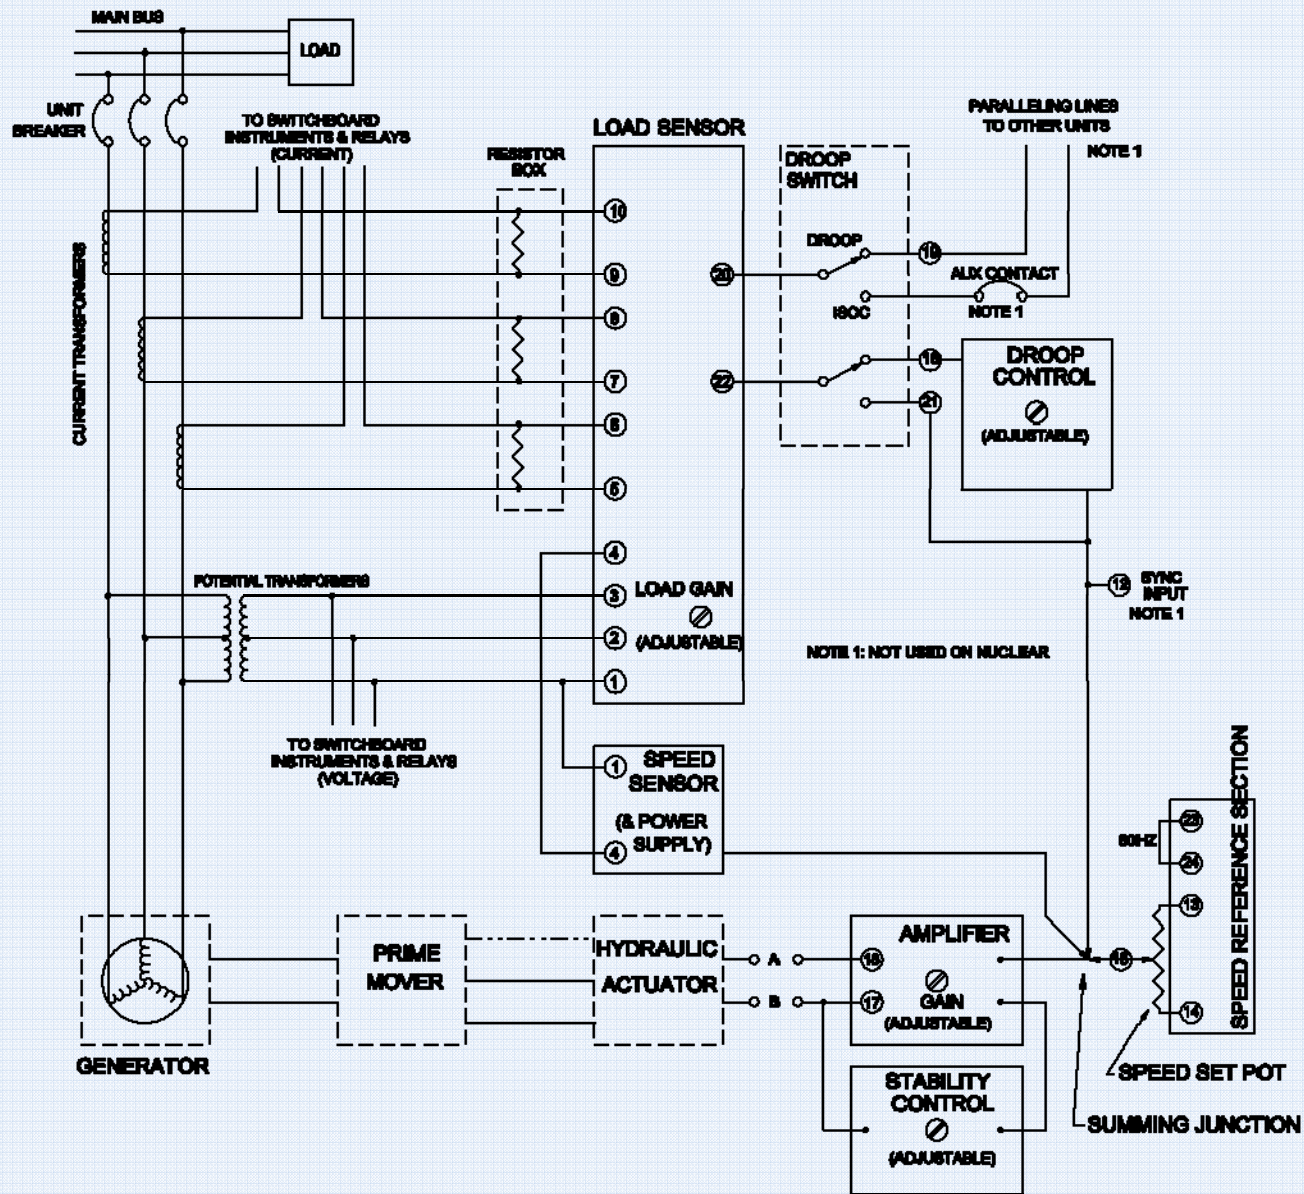 MAIN BUS
LOAD
UNIT
BREAKER
TO SWITCHBOARD
INSTRUMENTS & RELAYS
(CURRENT)
RESISTOR
BOX
LOAD SENSOR
DROOP
SWITCH
PARALLELING LINES
TO OTHER UNITS
NOTE 1
CURRENT TRANSFORMERS
10
9
8
7
6
5
4
3
2
1
20
22
DROOP
ISOC
19
AUX CONTACT
NOTE 1
21
DROOP
CONTROL
(ADJUSTABLE)
POTENTIAL TRANSFORMERS
LOAD GAIN
(ADJUSTABLE)
12
SYNC
INPUT
NOTE 1
NOTE 1: NOT USED ON NUCLEAR
TO SWITCHBOARD
INSTRUMENTS & RELAYS
(VOLTAGE)
1
SPEED
SENSOR
(& POWER
SUPPLY)
4
SPEED REFERENCE SECTION
23
60HZ
24
13
14
PRIME
MOVER
HYDRAULIC
ACTUATOR
A
B
AMPLIFIER
17
GAIN
(ADJUSTABLE)
GENERATOR
STABILITY
CONTROL
(ADJUSTABLE)
SPEED SET POT
SUMMING JUNCTION